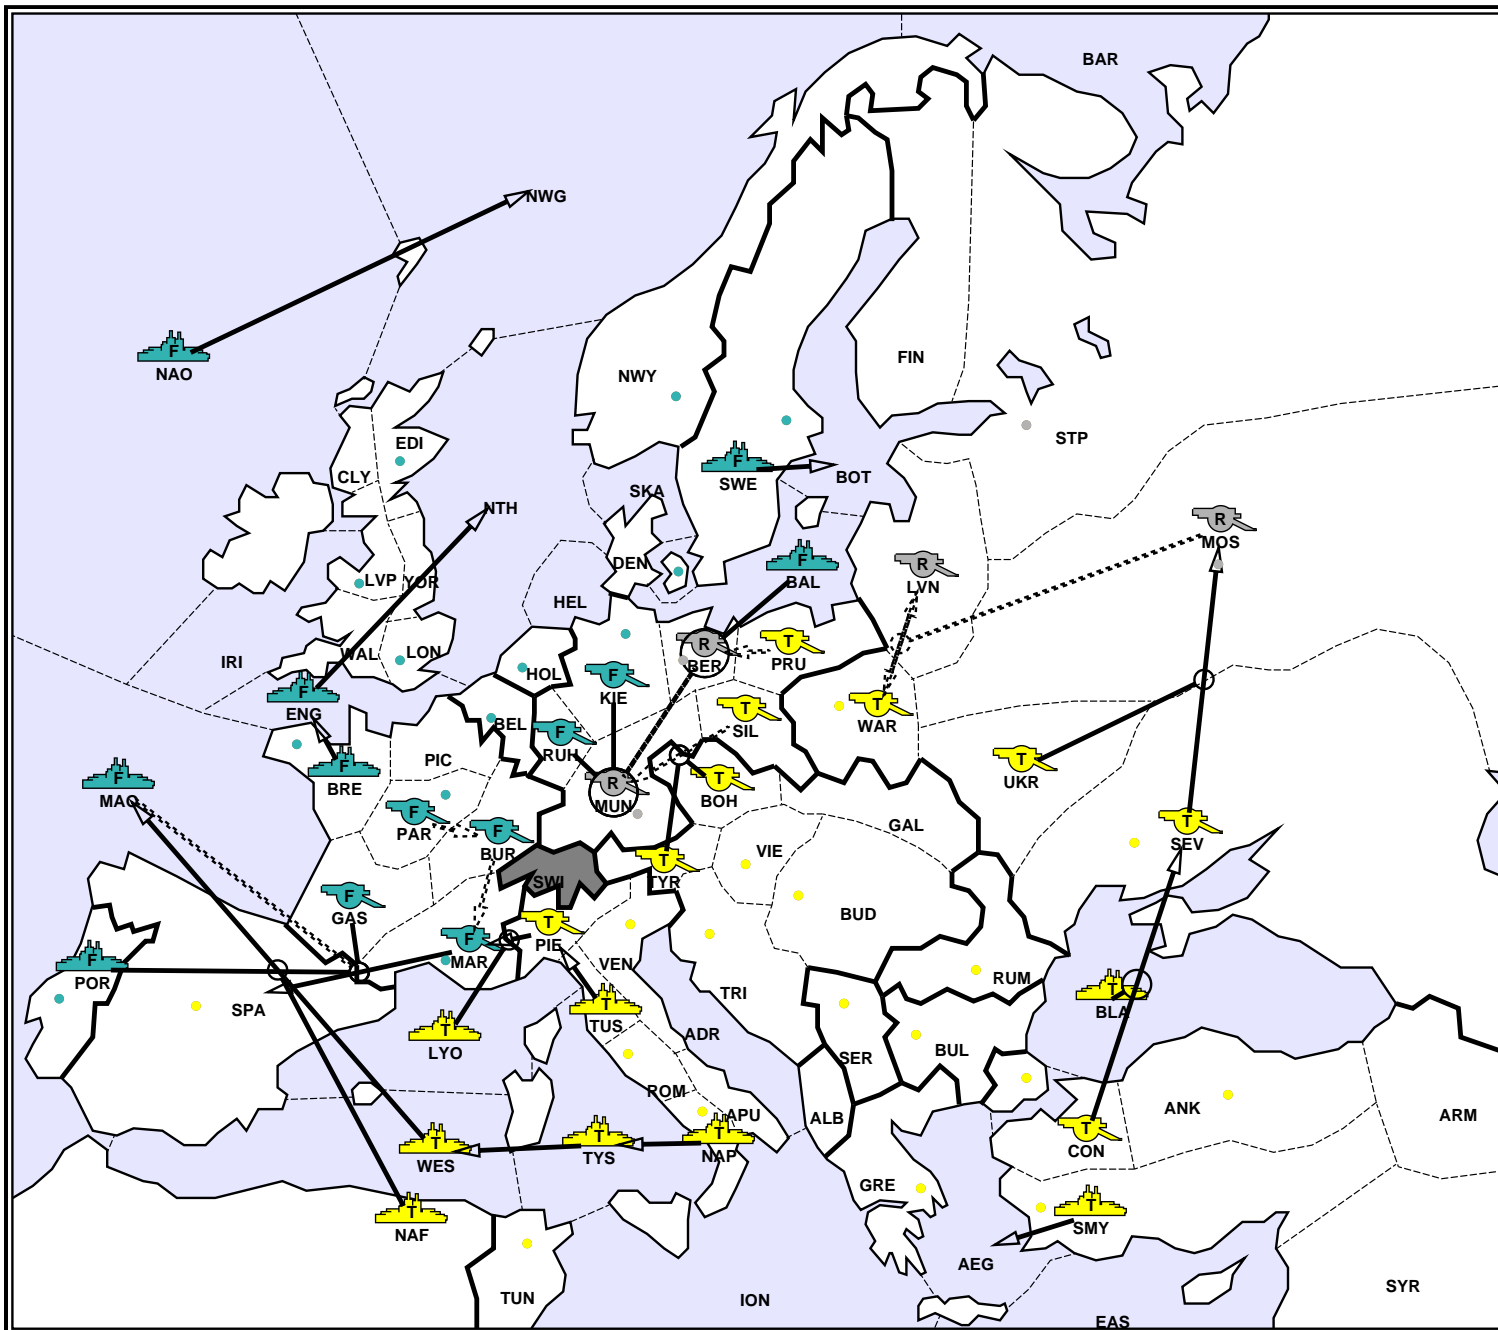 BAR
NWG
F
NAO
FIN
NWY
STP
EDI
F
CLY
SWE
BOT
SKA
NTH
R
MOS
DEN
F
BAL
R
LVN
LVP
YOR
HEL
R
BER
T
PRU
IRI
WAL
LON
HOL
F
KIE
F
ENG
T
WAR
T
SIL
BEL
F
RUH
PIC
F
MAO
F
BRE
R
MUN
T
BOH
T
UKR
F
PAR
F
BUR
GAL
T
SEV
VIE
T
TYR
SWI
F
GAS
BUD
T
PIE
F
MAR
F
POR
VEN
RUM
TRI
T
BLA
SPA
T
TUS
T
LYO
ADR
BUL
SER
ROM
APU
ALB
ANK
ARM
T
WES
T
TYS
T
NAP
T
CON
GRE
T
NAF
T
SMY
AEG
SYR
TUN
ION
EAS